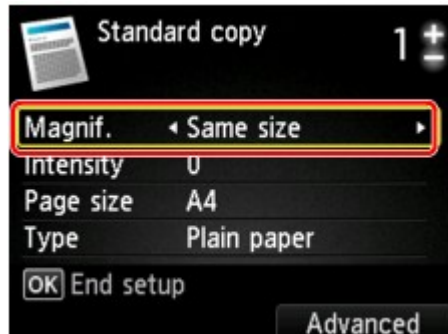 Standard copy
1
Magnif. Same size
Intensity 0
Page size A4
Type Plain paper
OK End setup
Advanced